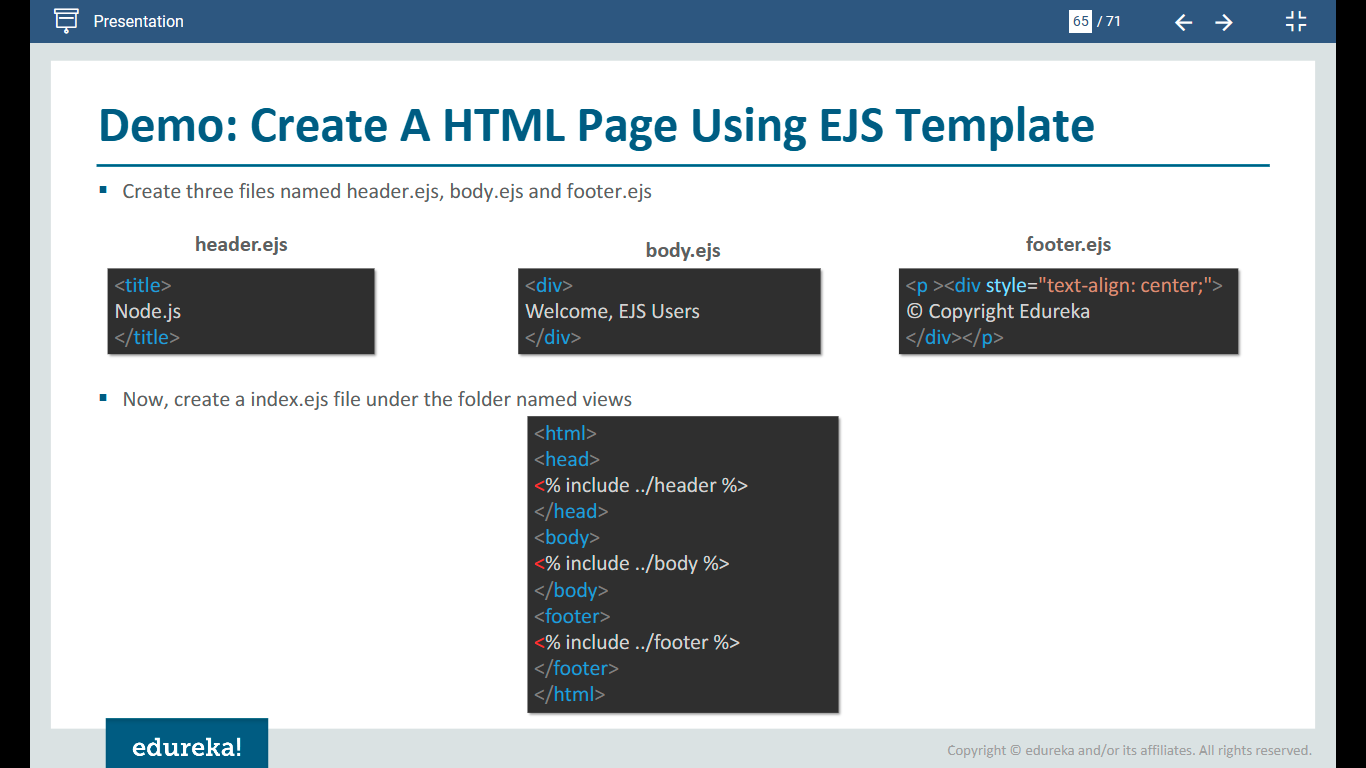 Presentation
65 / 71
Demo: Create A HTML Page Using EJS Template
▪ Create three files named header.ejs, body.ejs and footer.ejs
header.ejs
<title>
Node.js
</title>
body.ejs
<div>
Welcome, EJS Users
</div>
footer.ejs
<p ><div style="text-align: center;">
© Copyright Edureka
</div></p>
▪ Now, create a index.ejs file under the folder named views
<html>
<head>
<% include ../header %>
</head>
<body>
<% include ../body %>
</body>
<footer>
<% include ../footer %>
</footer>
</html>
edureka!
Copyright © edureka and/or its affiliates. All rights reserved.